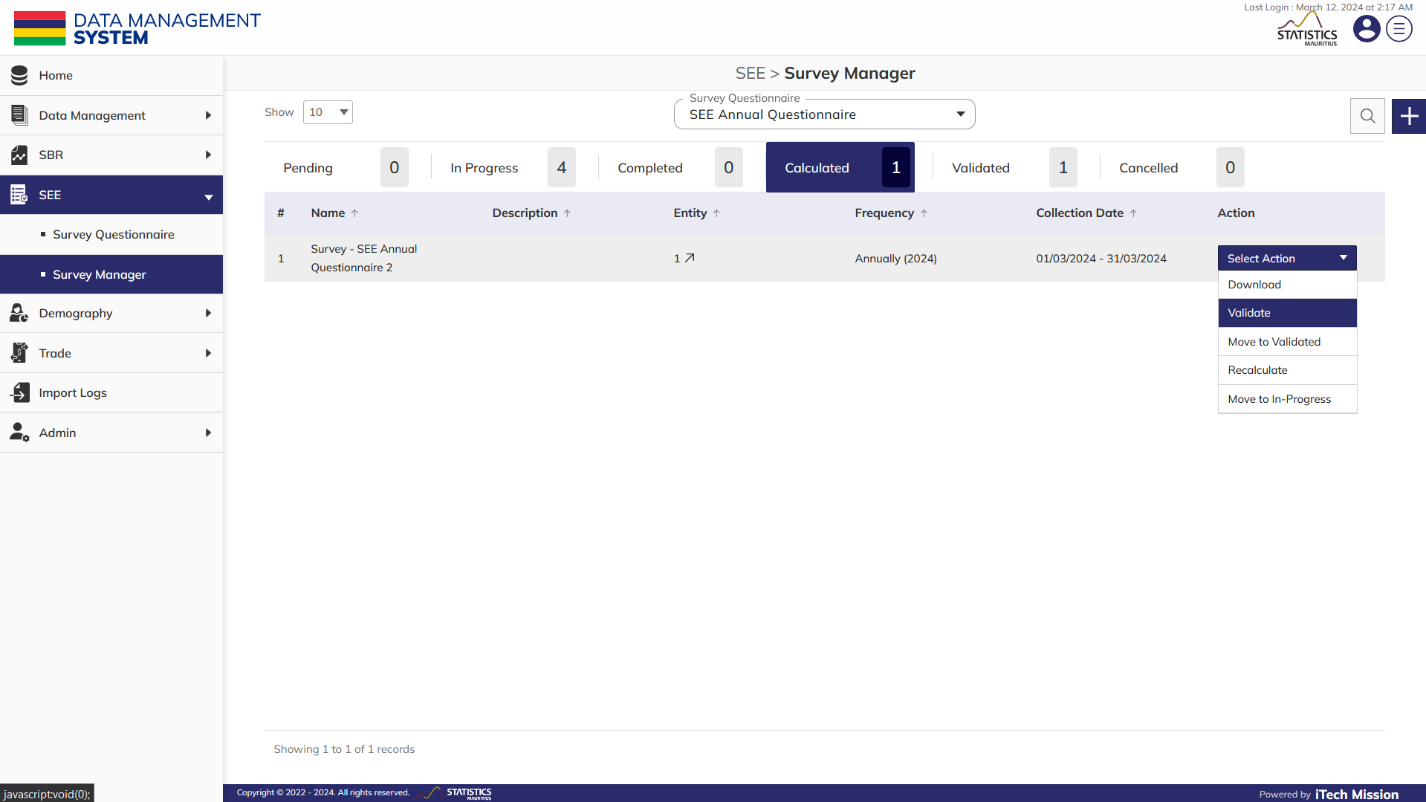 Last Login : March 12, 2024 at 2:17 AM
DATA MANAGEMENT
SYSTEM
STATISTICS
MAURITIUS
Home
Data Management
SBR
SEE
Survey Questionnaire
Survey Manager
Demography
Trade
Import Logs
Admin
SEE > Survey Manager
Show 10
Survey Questionnaire
SEE Annual Questionnaire
Pending 0 In Progress 4 Completed 0 Calculated 1 Validated 1 Cancelled 0
# Name ↑ Description ↑ Entity ↑ Frequency ↑ Collection Date ↑ Action
1 Survey - SEE Annual Questionnaire 2 1 Annually (2024) 01/03/2024 - 31/03/2024 Select Action
Download
Validate
Move to Validated
Recalculate
Move to In-Progress
Showing 1 to 1 of 1 records
javascript:void(0);
Copyright © 2022 - 2024. All rights reserved. STATISTICS MAURITIUS
Powered by iTech Mission